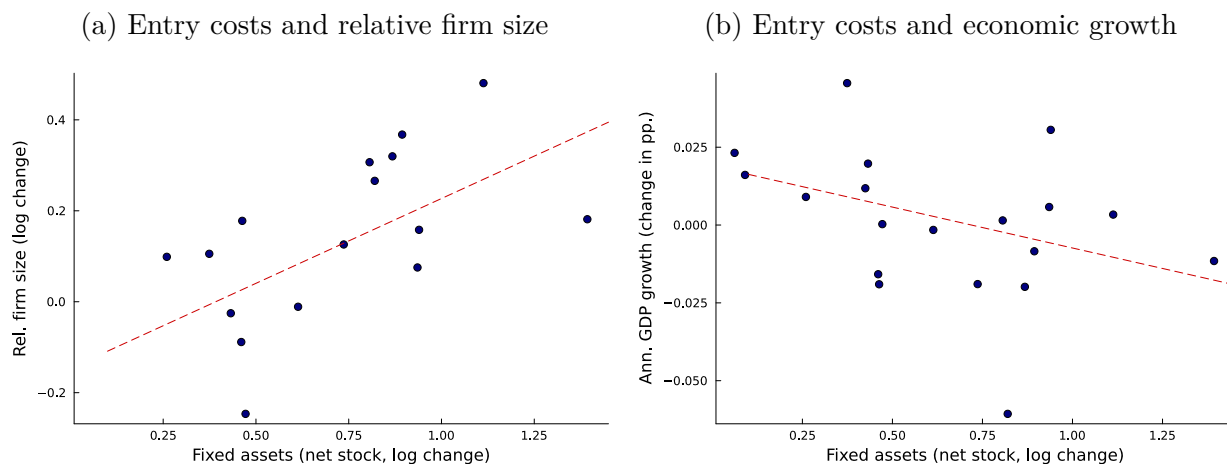 (a) Entry costs and relative firm size
Rel. firm size (log change)
0.4
0.2
0.0
−0.2
0.25 0.50 0.75 1.00 1.25
Fixed assets (net stock, log change)
(b) Entry costs and economic growth
Ann. GDP growth (change in pp.)
0.025
0.000
−0.025
−0.050
0.25 0.50 0.75 1.00 1.25
Fixed assets (net stock, log change)